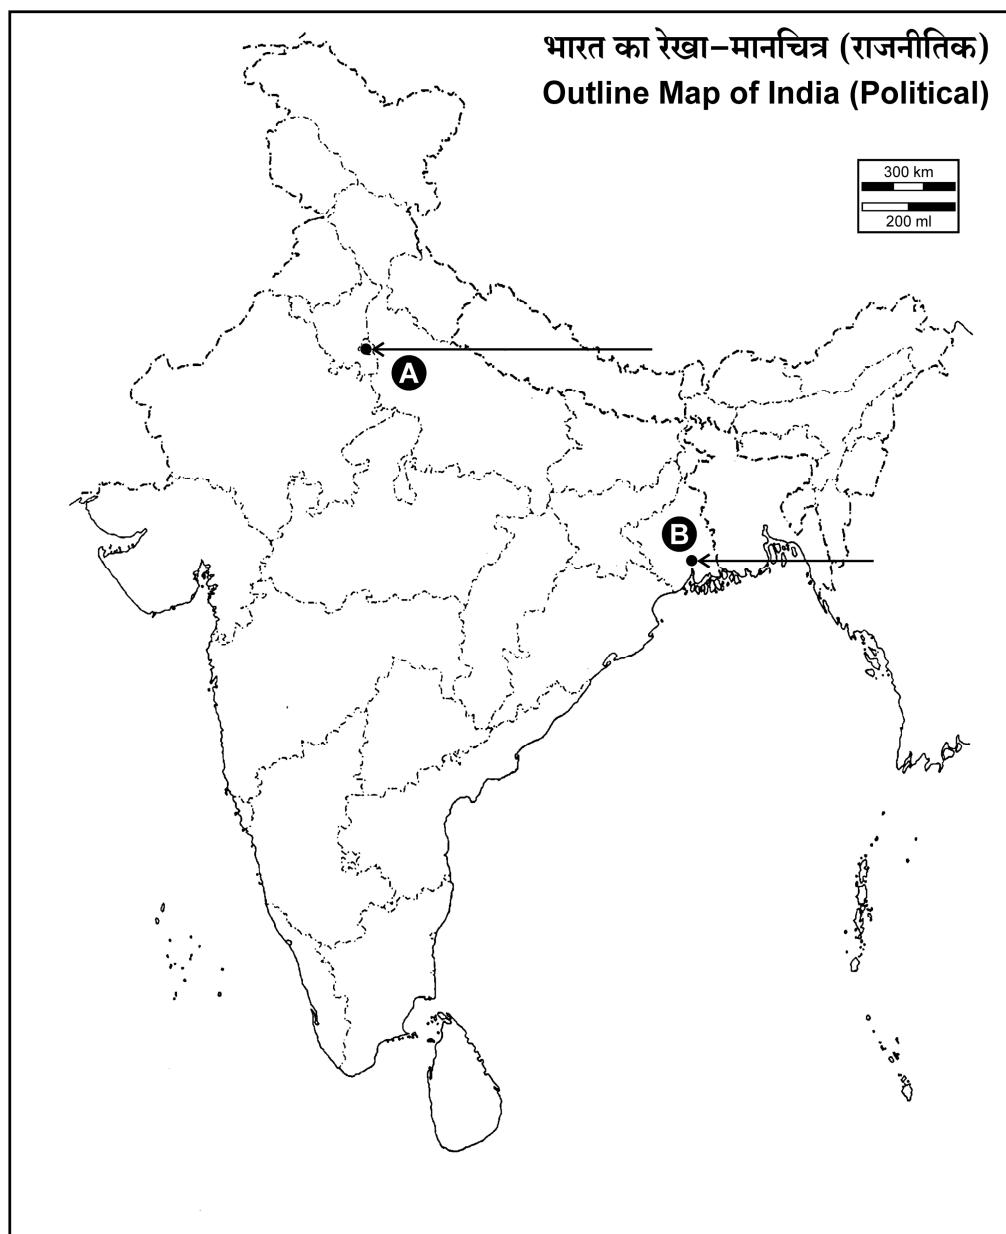 भारत का रेखा–मानचित्र (राजनीतिक)
Outline Map of India (Political)
300 km
200 ml
A
B